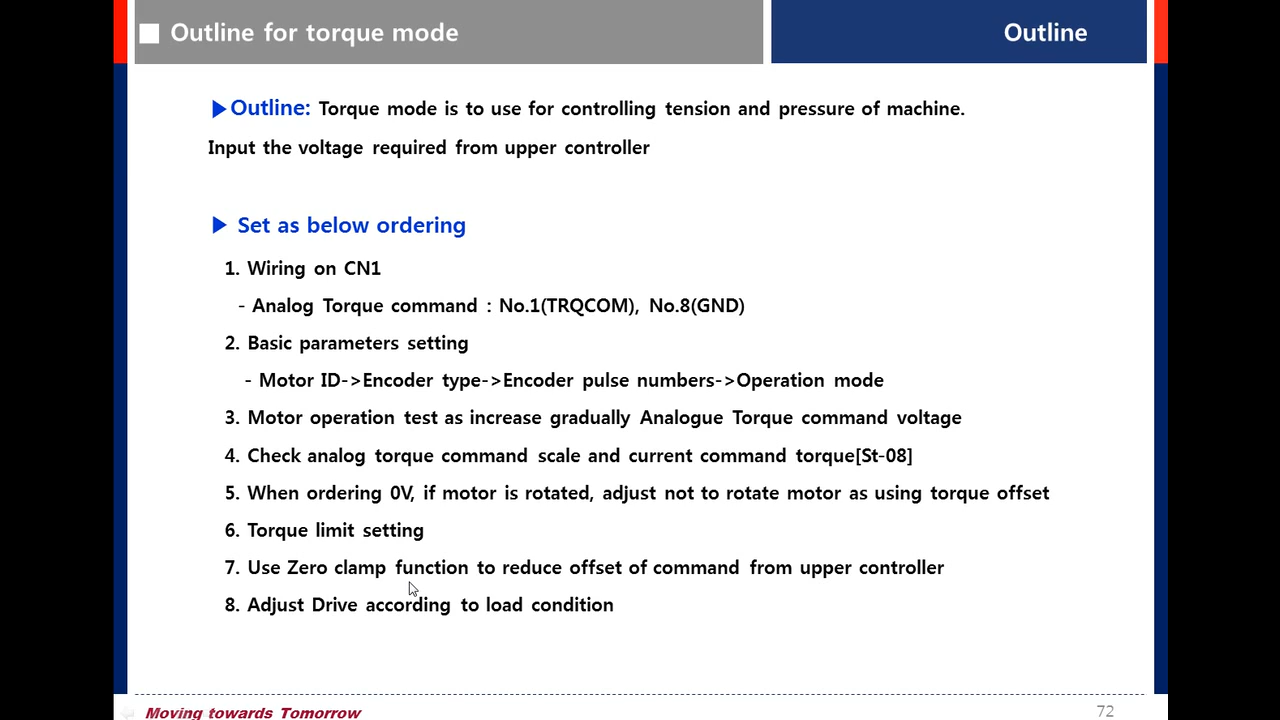 Outline for torque mode
Outline
Outline: Torque mode is to use for controlling tension and pressure of machine.
Input the voltage required from upper controller
Set as below ordering
1. Wiring on CN1
- Analog Torque command : No.1(TRQCOM), No.8(GND)
2. Basic parameters setting
- Motor ID->Encoder type->Encoder pulse numbers->Operation mode
3. Motor operation test as increase gradually Analogue Torque command voltage
4. Check analog torque command scale and current command torque[St-08]
5. When ordering 0V, if motor is rotated, adjust not to rotate motor as using torque offset
6. Torque limit setting
7. Use Zero clamp function to reduce offset of command from upper controller
8. Adjust Drive according to load condition
Moving towards Tomorrow
72